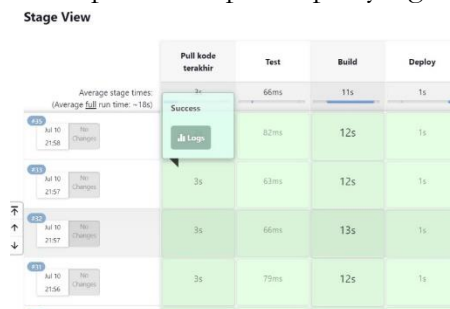 Stage View
Pull kode terakhir
Test
Build
Deploy
Average stage times:
(Average full run time: ~18s)
3s
66ms
11s
1s
Success
Logs
Jul 10
21:58
No Changes
82ms
12s
1s
#33
Jul 10
21:57
No Changes
3s
63ms
12s
1s
#32
Jul 10
21:57
No Changes
3s
66ms
13s
1s
#31
Jul 10
21:56
No Changes
3s
79ms
12s
1s